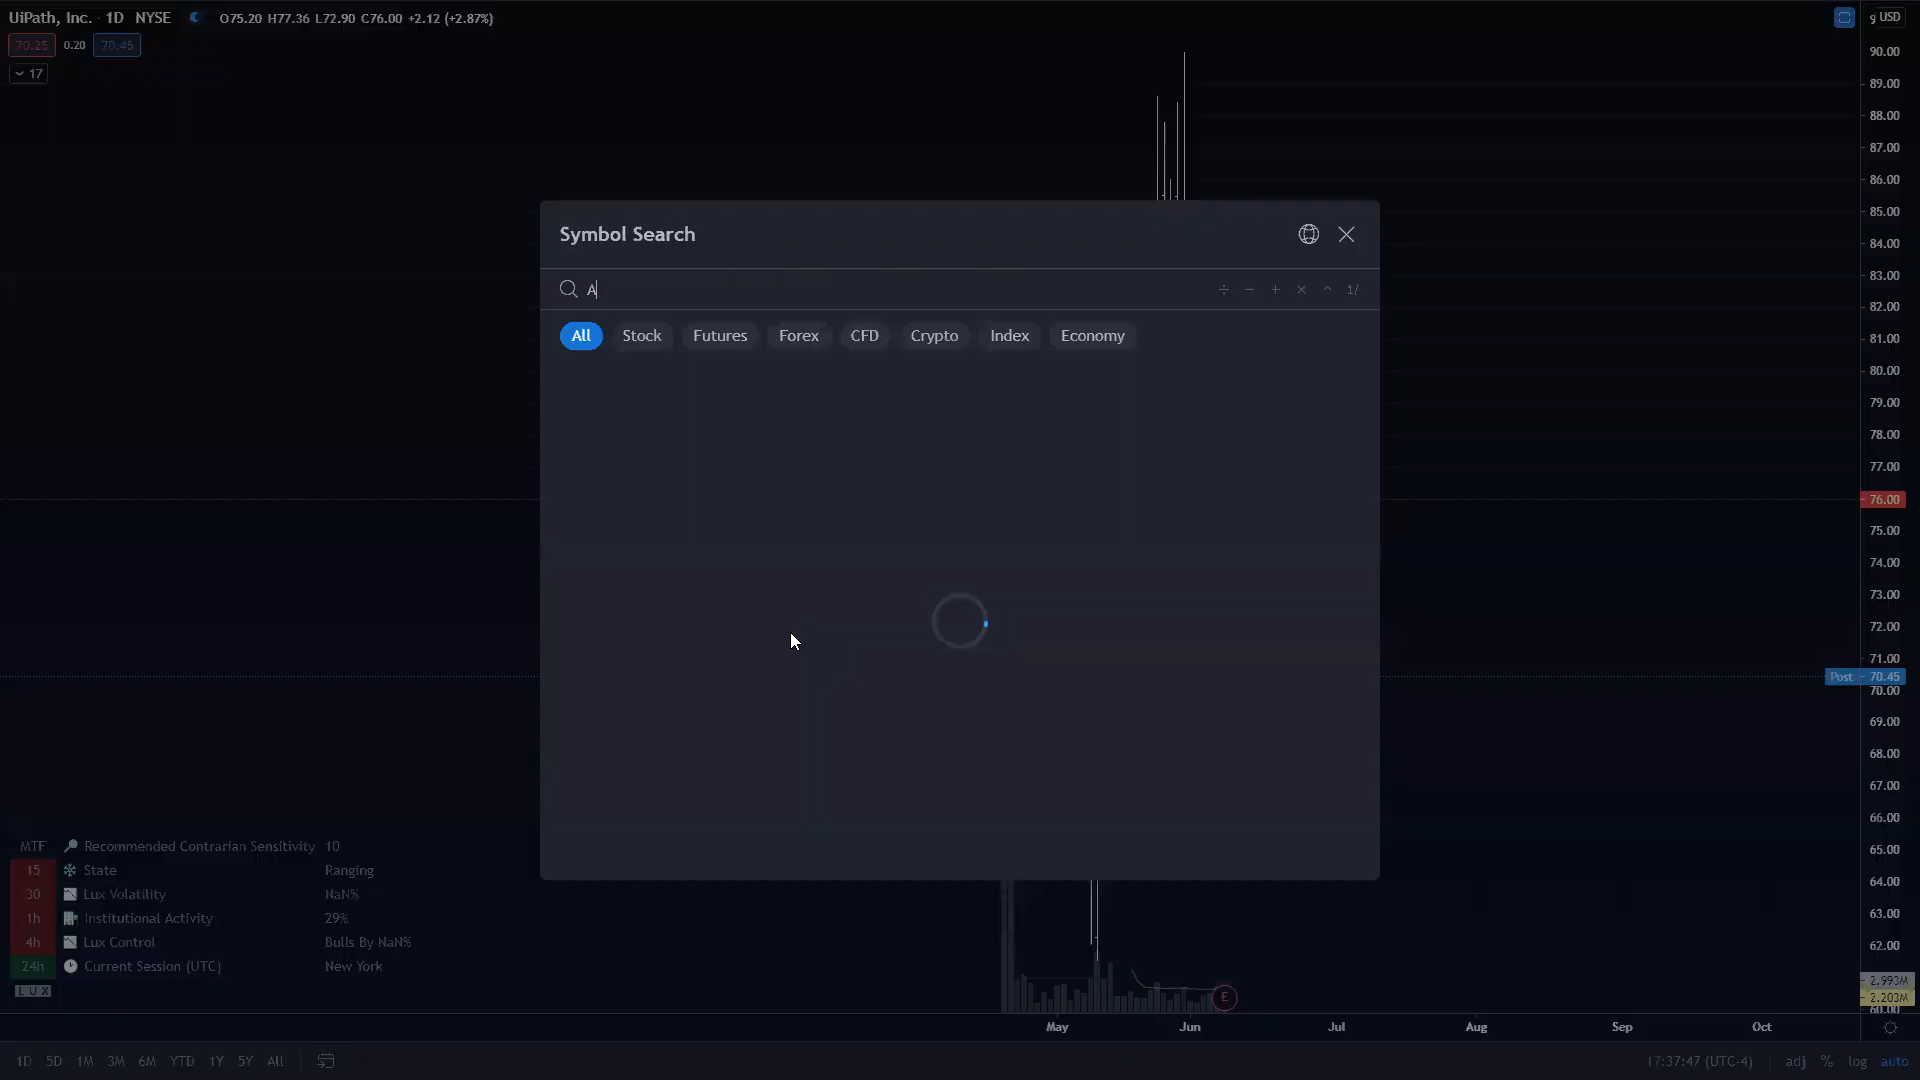 UiPath, Inc. · 1D NYSE O75.20 H77.36 L72.90 C76.00 +2.12 (+2.87%)
70.25 0.20 70.45
17
USD
90.00
89.00
88.00
87.00
86.00
85.00
84.00
83.00
82.00
81.00
80.00
79.00
78.00
77.00
76.00
75.00
74.00
73.00
72.00
71.00
Post 70.45
70.00
69.00
68.00
67.00
66.00
65.00
64.00
63.00
62.00
2.993M
2.203M
60.00
Symbol Search
A
÷ − + × ^ 1/
All Stock Futures Forex CFD Crypto Index Economy
MTF Recommended Contrarian Sensitivity 10
15 State Ranging
30 Lux Volatility NaN%
1h Institutional Activity 29%
4h Lux Control Bulls By NaN%
24h Current Session (UTC) New York
LUX
E
May Jun Jul Aug Sep Oct
1D 5D 1M 3M 6M YTD 1Y 5Y All
17:37:47 (UTC-4) adj % log auto